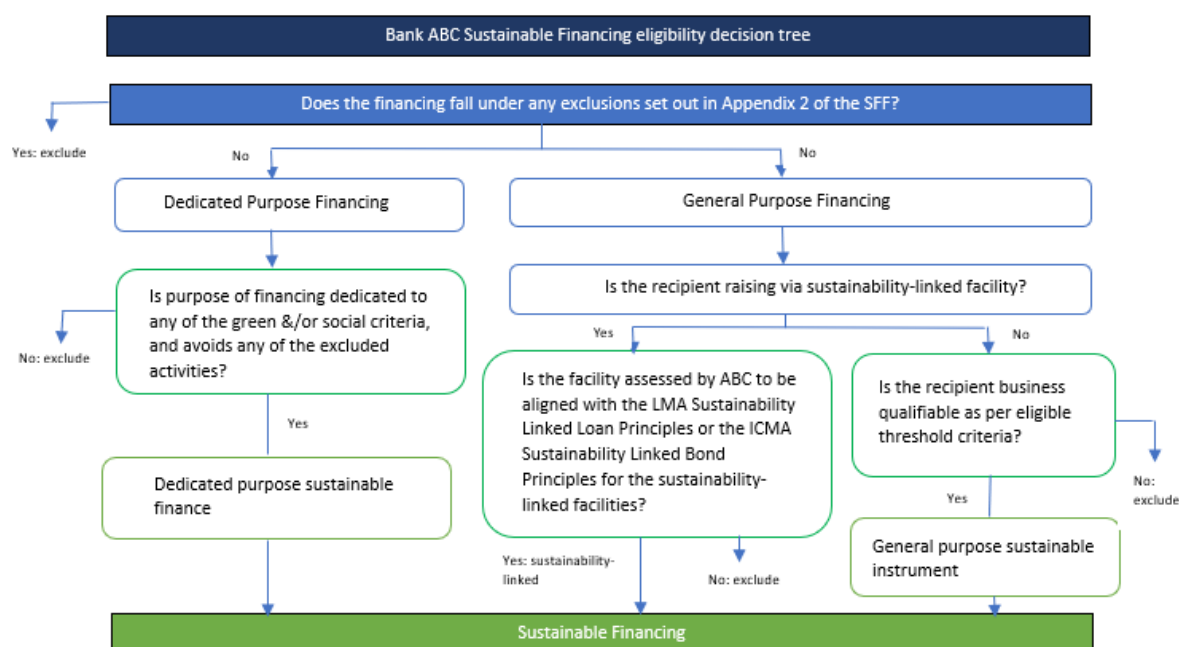 Bank ABC Sustainable Financing eligibility decision tree
Does the financing fall under any exclusions set out in Appendix 2 of the SFF?
Yes: exclude
No
No
Dedicated Purpose Financing
General Purpose Financing
Is purpose of financing dedicated to
any of the green &/or social criteria,
and avoids any of the excluded
activities?
No: exclude
Is the recipient raising via sustainability-linked facility?
Yes
No
Is the facility assessed by ABC to be
aligned with the LMA Sustainability
Linked Loan Principles or the ICMA
Sustainability Linked Bond
Principles for the sustainability-
linked facilities?
Is the recipient business
qualifiable as per eligible
threshold criteria?
Yes
No:
exclude
Dedicated purpose sustainable
finance
Yes
General purpose sustainable
instrument
Yes: sustainability-
linked
No: exclude
Sustainable Financing